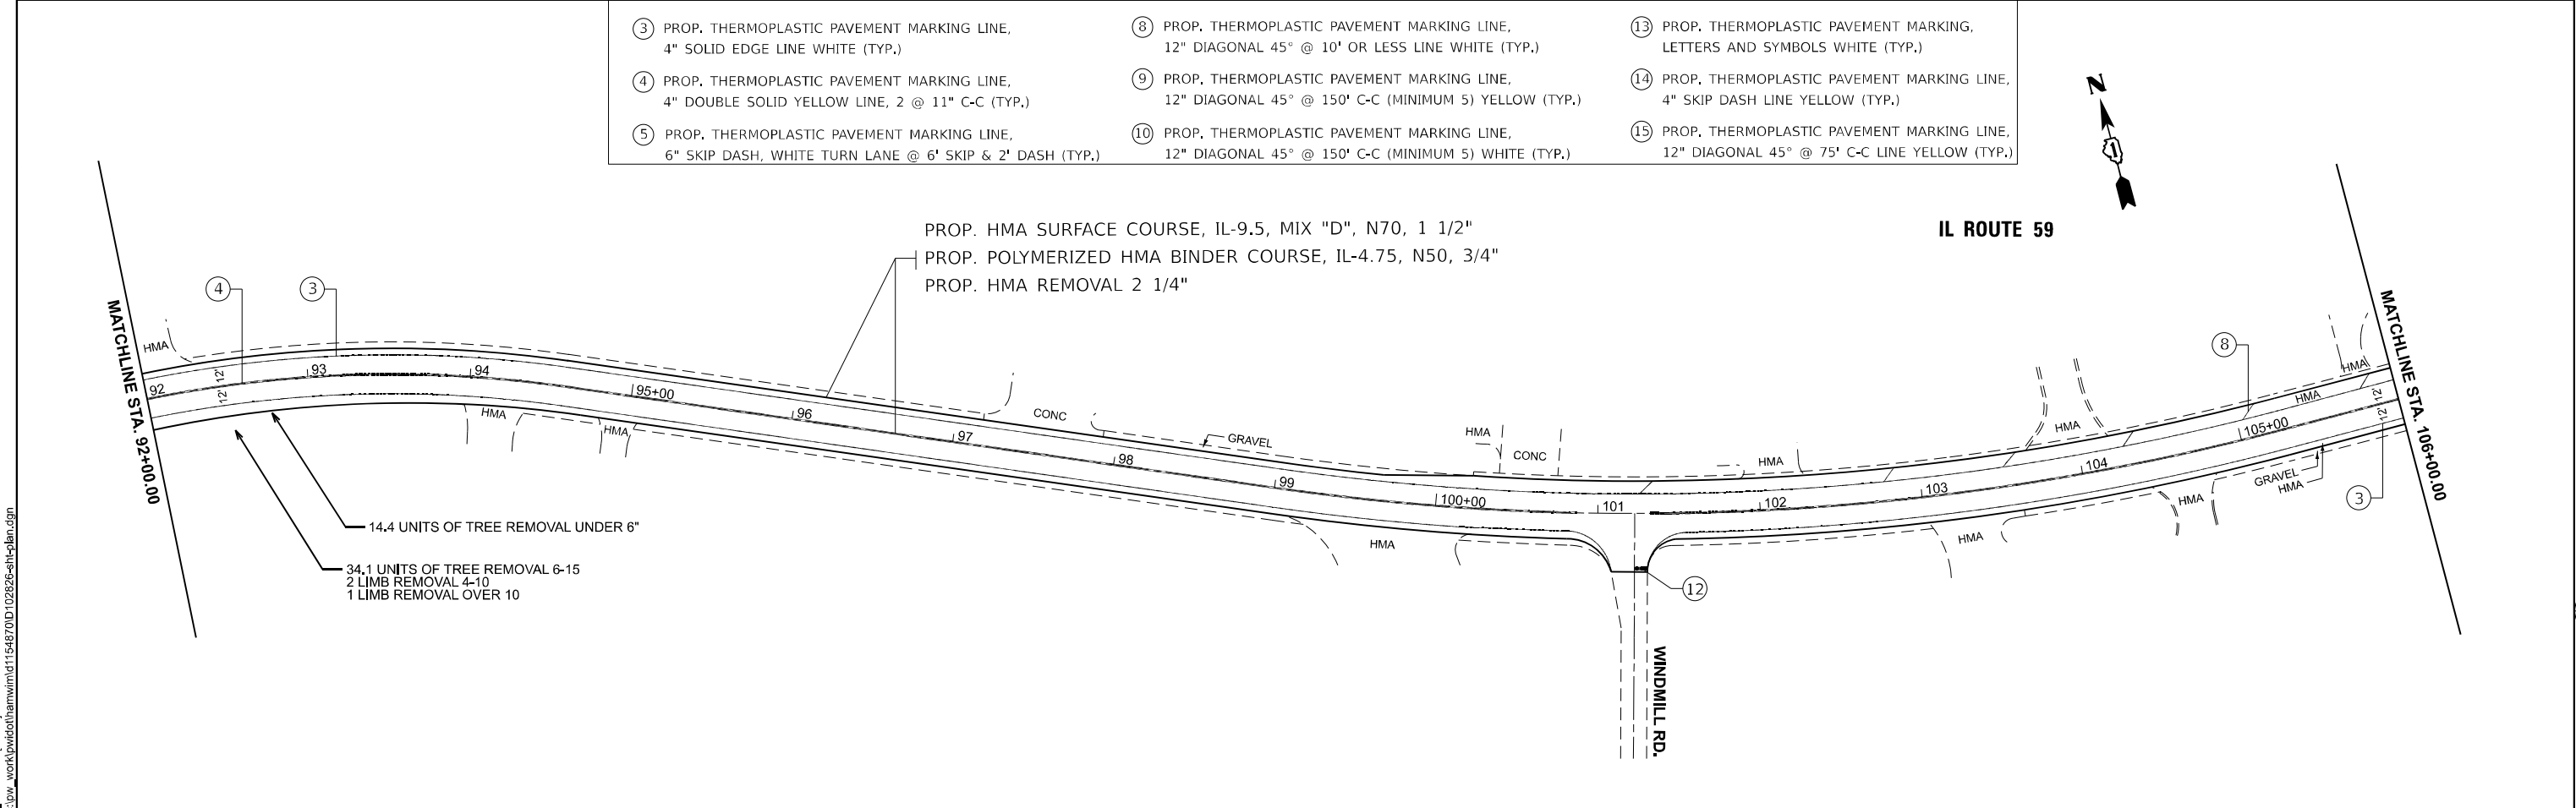 3 PROP. THERMOPLASTIC PAVEMENT MARKING LINE,
4" SOLID EDGE LINE WHITE (TYP.)
4 PROP. THERMOPLASTIC PAVEMENT MARKING LINE,
4" DOUBLE SOLID YELLOW LINE, 2 @ 11" C-C (TYP.)
5 PROP. THERMOPLASTIC PAVEMENT MARKING LINE,
6" SKIP DASH, WHITE TURN LANE @ 6' SKIP & 2' DASH (TYP.)
8 PROP. THERMOPLASTIC PAVEMENT MARKING LINE,
12" DIAGONAL 45° @ 10' OR LESS LINE WHITE (TYP.)
9 PROP. THERMOPLASTIC PAVEMENT MARKING LINE,
12" DIAGONAL 45° @ 150' C-C (MINIMUM 5) YELLOW (TYP.)
10 PROP. THERMOPLASTIC PAVEMENT MARKING LINE,
12" DIAGONAL 45° @ 150' C-C (MINIMUM 5) WHITE (TYP.)
13 PROP. THERMOPLASTIC PAVEMENT MARKING,
LETTERS AND SYMBOLS WHITE (TYP.)
14 PROP. THERMOPLASTIC PAVEMENT MARKING LINE,
4" SKIP DASH LINE YELLOW (TYP.)
15 PROP. THERMOPLASTIC PAVEMENT MARKING LINE,
12" DIAGONAL 45° @ 75' C-C LINE YELLOW (TYP.)
N
1
IL ROUTE 59
PROP. HMA SURFACE COURSE, IL-9.5, MIX "D", N70, 1 1/2"
PROP. POLYMERIZED HMA BINDER COURSE, IL-4.75, N50, 3/4"
PROP. HMA REMOVAL 2 1/4"
4
3
8
MATCHLINE STA. 92+00.00
HMA
92
12'
12'
93
94
95+00
96
97
98
99
100+00
101
102
103
104
105+00
12'
12'
HMA
HMA
CONC
GRAVEL
HMA
CONC
HMA
HMA
HMA
HMA
HMA
HMA
HMA
GRAVEL
HMA
3
MATCHLINE STA. 106+00.00
14.4 UNITS OF TREE REMOVAL UNDER 6"
34.1 UNITS OF TREE REMOVAL 6-15
2 LIMB REMOVAL 4-10
1 LIMB REMOVAL OVER 10
12
WINDMILL RD.
:\pw_work\pwidot\hamwim\d1154870\D102826-sht-plan.dgn